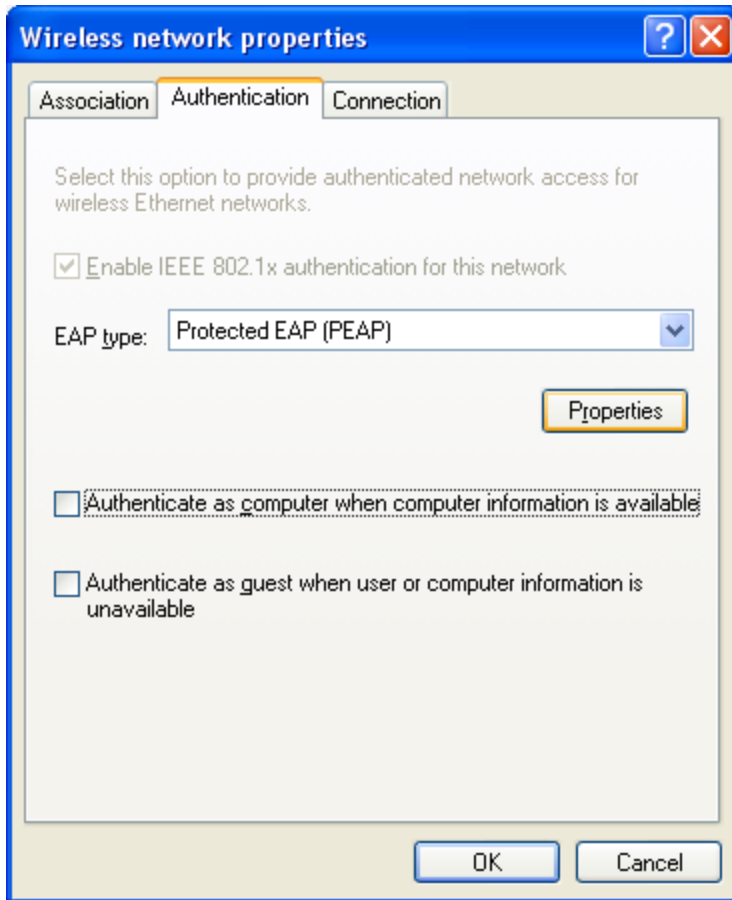 Wireless network properties
Association Authentication Connection
Select this option to provide authenticated network access for
wireless Ethernet networks.
Enable IEEE 802.1x authentication for this network
EAP type: Protected EAP (PEAP)
Properties
Authenticate as computer when computer information is available
Authenticate as guest when user or computer information is
unavailable
OK Cancel